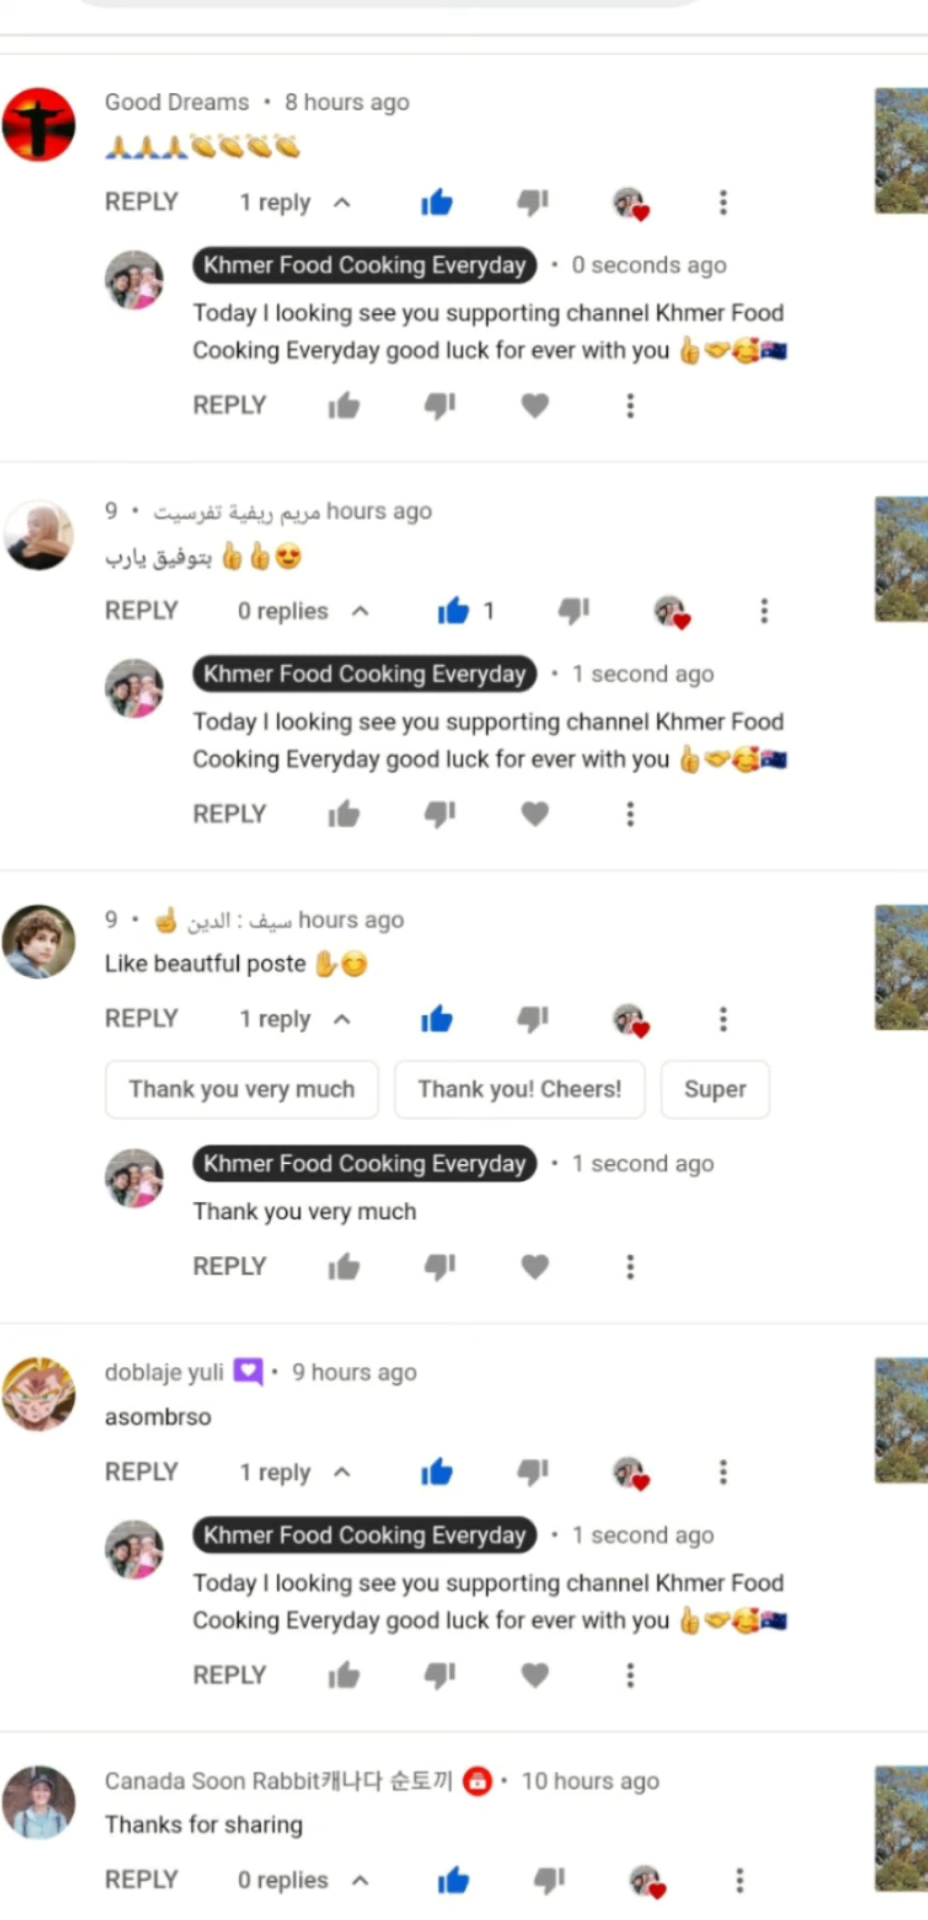 Good Dreams • 8 hours ago
🙏🙏🙏👏👏👏👏
REPLY 1 reply
Khmer Food Cooking Everyday • 0 seconds ago
Today I looking see you supporting channel Khmer Food
Cooking Everyday good luck for ever with you 👍🤝🥰🇦🇺
REPLY
9 • مريم ريفية تفرسيت hours ago
بتوفيق يارب 👍👍😍
REPLY 0 replies 1
Khmer Food Cooking Everyday • 1 second ago
Today I looking see you supporting channel Khmer Food
Cooking Everyday good luck for ever with you 👍🤝🥰🇦🇺
REPLY
9 • ☝️ سيف : الدين hours ago
Like beautful poste ✋😊
REPLY 1 reply
Thank you very much Thank you! Cheers! Super
Khmer Food Cooking Everyday • 1 second ago
Thank you very much
REPLY
doblaje yuli 💟 • 9 hours ago
asombrso
REPLY 1 reply
Khmer Food Cooking Everyday • 1 second ago
Today I looking see you supporting channel Khmer Food
Cooking Everyday good luck for ever with you 👍🤝🥰🇦🇺
REPLY
Canada Soon Rabbit캐나다 순토끼 • 10 hours ago
Thanks for sharing
REPLY 0 replies